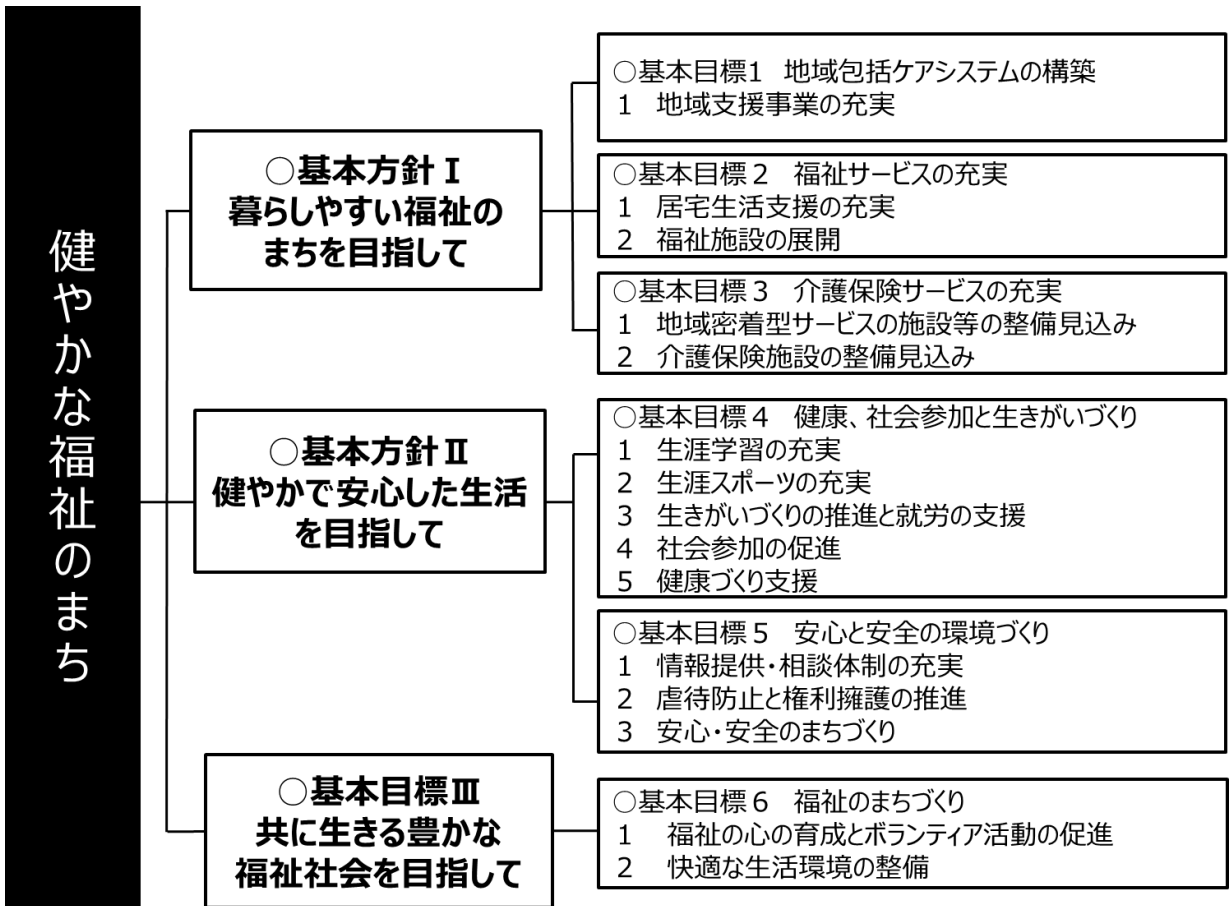 健やかな福祉のまち
○基本方針Ⅰ
暮らしやすい福祉の
まちを目指して
○基本目標1 地域包括ケアシステムの構築
1 地域支援事業の充実
○基本目標2 福祉サービスの充実
1 居宅生活支援の充実
2 福祉施設の展開
○基本目標3 介護保険サービスの充実
1 地域密着型サービスの施設等の整備見込み
2 介護保険施設の整備見込み
○基本方針Ⅱ
健やかで安心した生活
を目指して
○基本目標4 健康、社会参加と生きがいづくり
1 生涯学習の充実
2 生涯スポーツの充実
3 生きがいづくりの推進と就労の支援
4 社会参加の促進
5 健康づくり支援
○基本目標5 安心と安全の環境づくり
1 情報提供・相談体制の充実
2 虐待防止と権利擁護の推進
3 安心・安全のまちづくり
○基本目標Ⅲ
共に生きる豊かな
福祉社会を目指して
○基本目標6 福祉のまちづくり
1 福祉の心の育成とボランティア活動の促進
2 快適な生活環境の整備